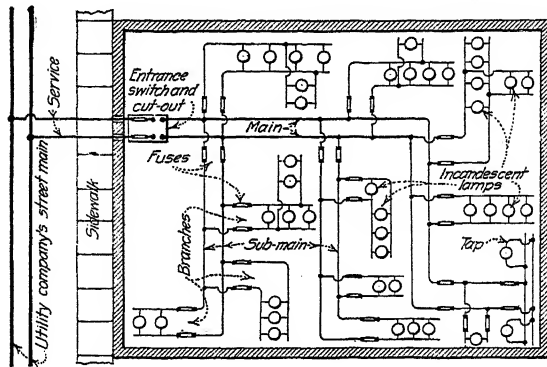 Utility company's street main
Service
Sidewalk
Entrance
switch and
cut-out
Main
Fuses
Incandescent
lamps
Branches
Sub-main
Tap